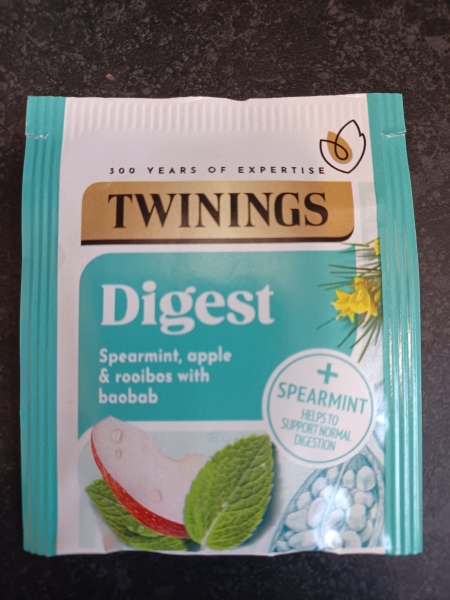 300 YEARS OF EXPERTISE
TWININGS
Digest
Spearmint, apple
& rooibos with
baobab
+
SPEARMINT
HELPS TO
SUPPORT NORMAL
DIGESTION